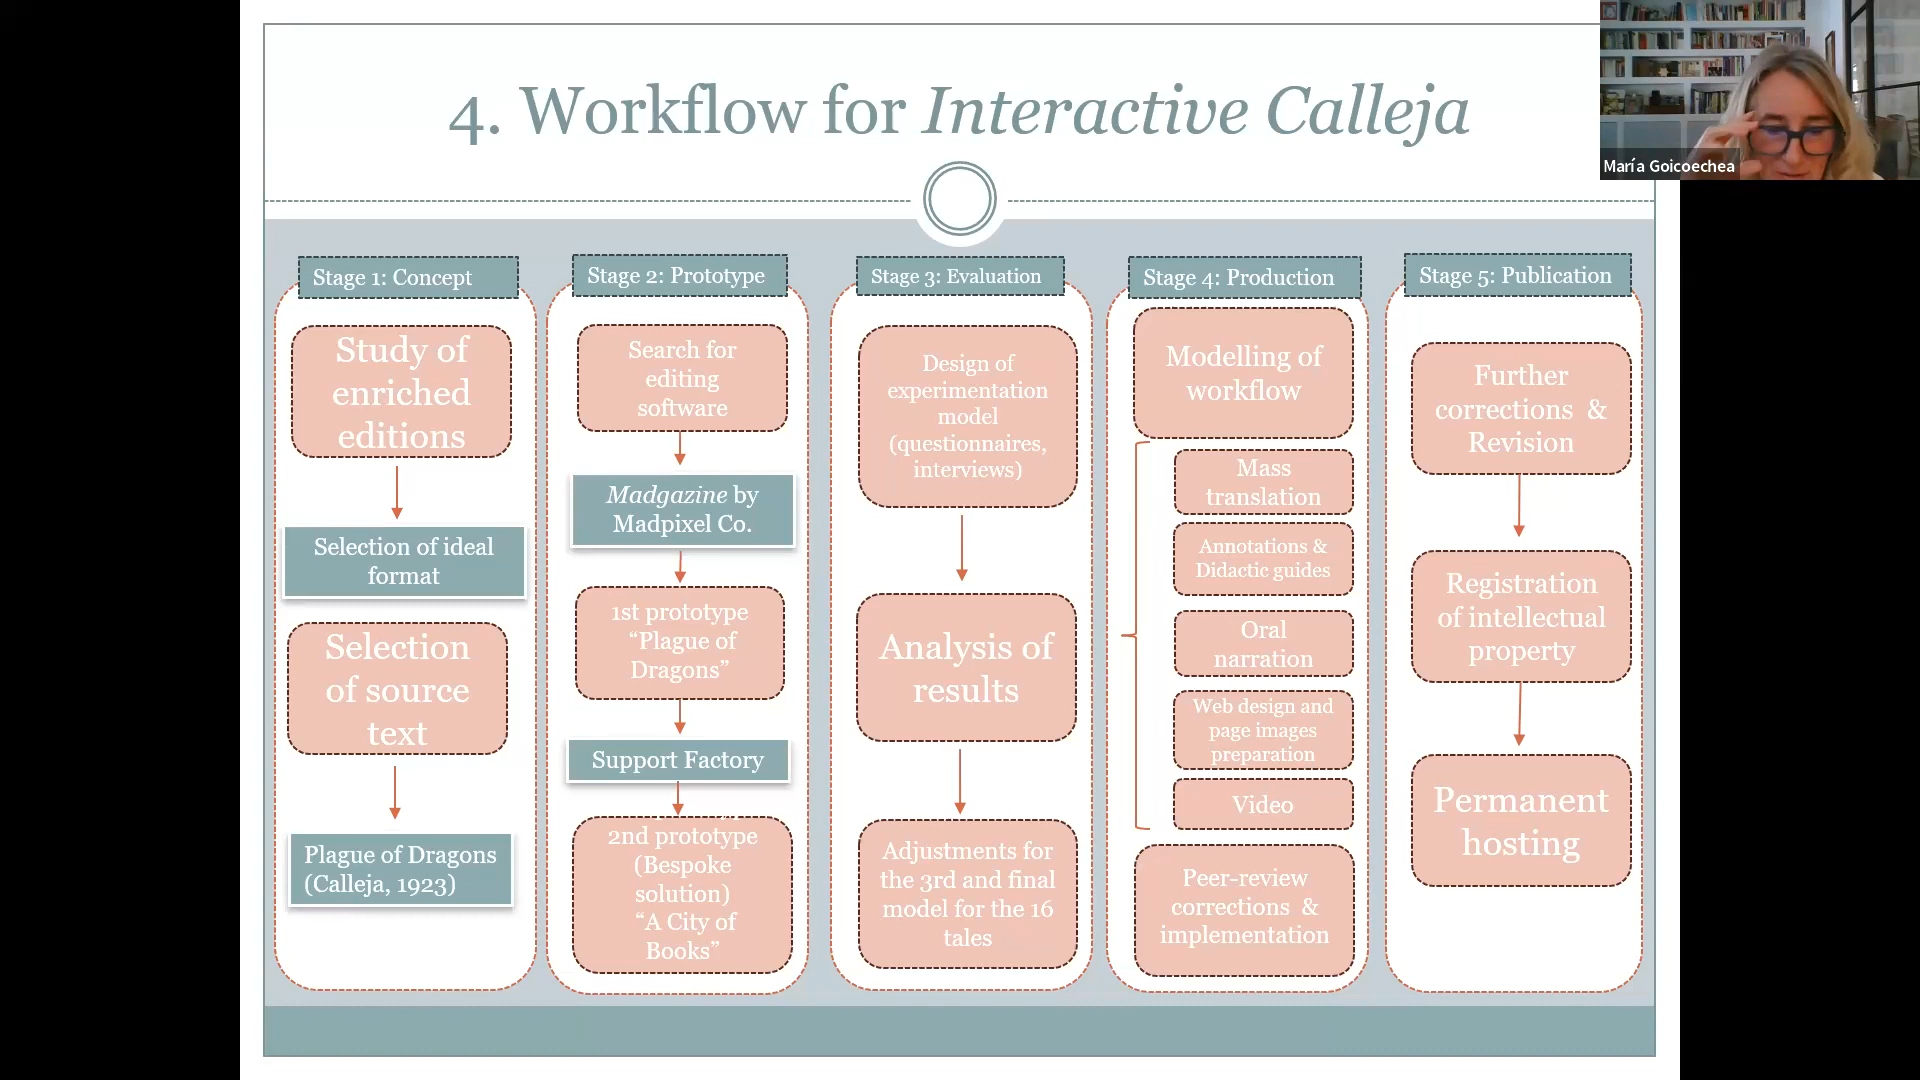 4. Workflow for Interactive Calleja
María Goicoechea
Stage 1: Concept
Study of
enriched
editions
Selection of ideal
format
Selection
of source
text
Plague of Dragons
(Calleja, 1923)
Stage 2: Prototype
Search for
editing
software
Madgazine by
Madpixel Co.
1st prototype
“Plague of
Dragons”
Support Factory
2nd prototype
(Bespoke
solution)
“A City of
Books”
Stage 3: Evaluation
Design of
experimentation
model
(questionnaires,
interviews)
Analysis of
results
Adjustments for
the 3rd and final
model for the 16
tales
Stage 4: Production
Modelling of
workflow
Mass
translation
Annotations &
Didactic guides
Oral
narration
Web design and
page images
preparation
Video
Peer-review
corrections &
implementation
Stage 5: Publication
Further
corrections &
Revision
Registration
of intellectual
property
Permanent
hosting